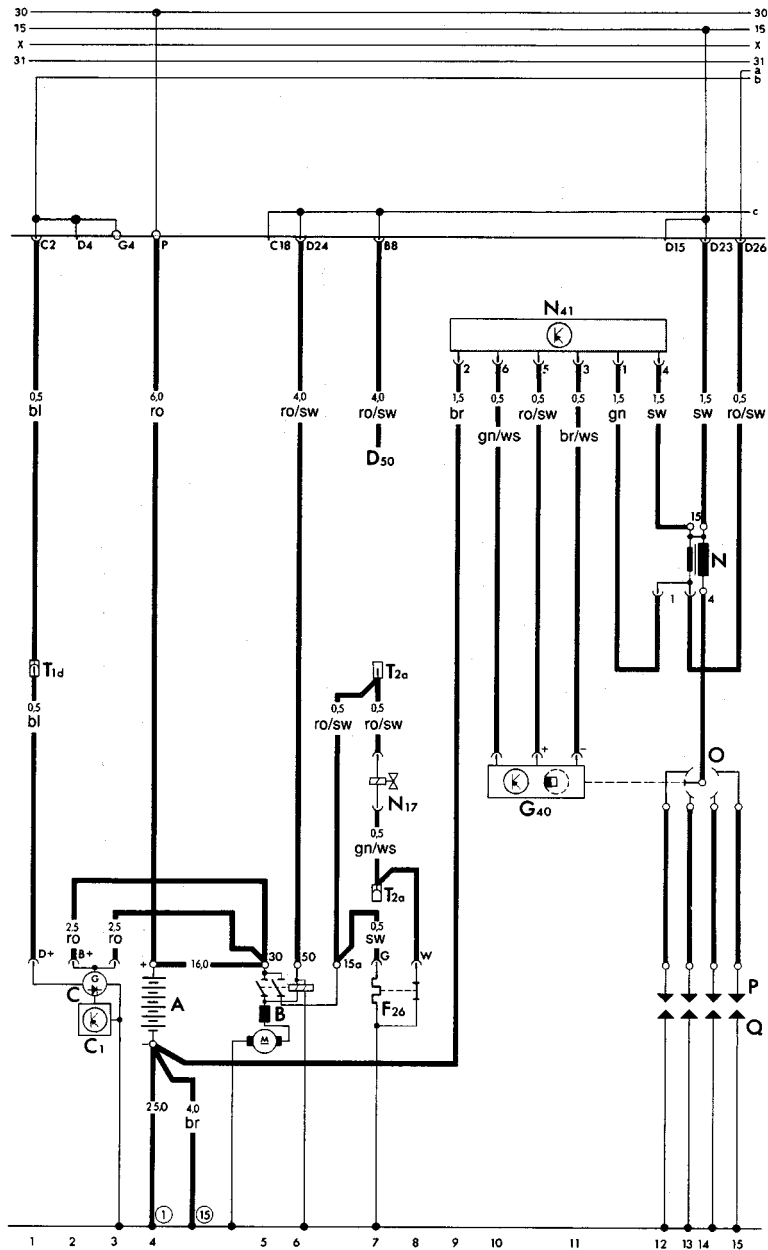 30 30
15 15
X X
31 31
a
b
c
C2 D4 G4 P C18 D24 B8 D15 D23 D26
N41
2 6 5 3 1 4
0,5 6,0 4,0 4,0 1,5 0,5 0,5 0,5 1,5 1,5 1,5 0,5
bl ro ro/sw ro/sw br gn/ws ro/sw br/ws gn sw sw ro/sw
D50
15
N
1 4
T1d T2a
0,5 0,5 0,5
bl ro/sw ro/sw
+ -
O
N17 G40
0,5
gn/ws
T2a
2,5 2,5 0,5
ro ro sw
D+ B+ + 16,0 30 50 15a G W
G
C A B F26 P
C1 M Q
-
25,0 4,0
br
1 15
1 2 3 4 5 6 7 8 9 10 11 12 13 14 15